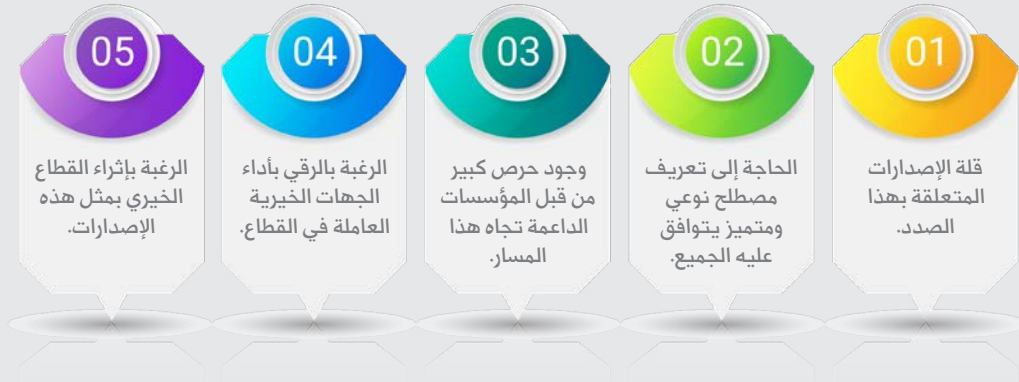 01
قلة الإصدارات
المتعلقة بهذا
الصدد.
02
الحاجة إلى تعريف
مصطلح نوعي
ومتميز يتوافق
عليه الجميع.
03
وجود حرص كبير
من قبل المؤسسات
الداعمة تجاه هذا
المسار.
04
الرغبة بالرقي بأداء
الجهات الخيرية
العاملة في القطاع.
05
الرغبة بإثراء القطاع
الخيري بمثل هذه
الإصدارات.